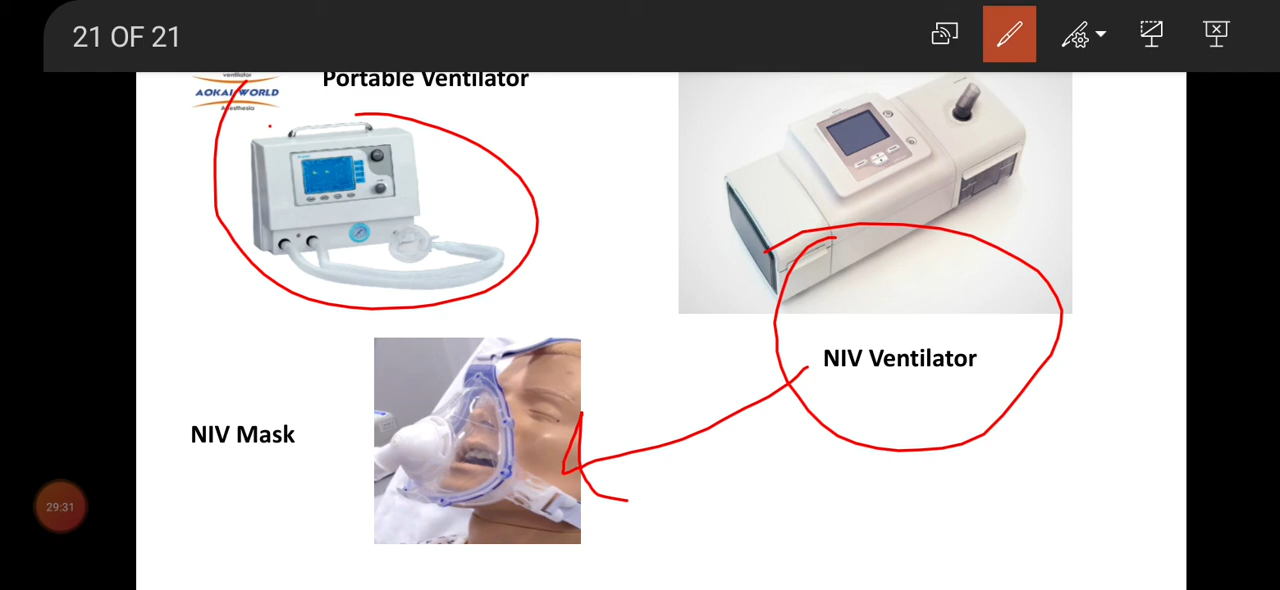 21 OF 21
ventilator
Portable Ventilator
AOKAI WORLD
Anesthesia
NIV Ventilator
NIV Mask
29:31